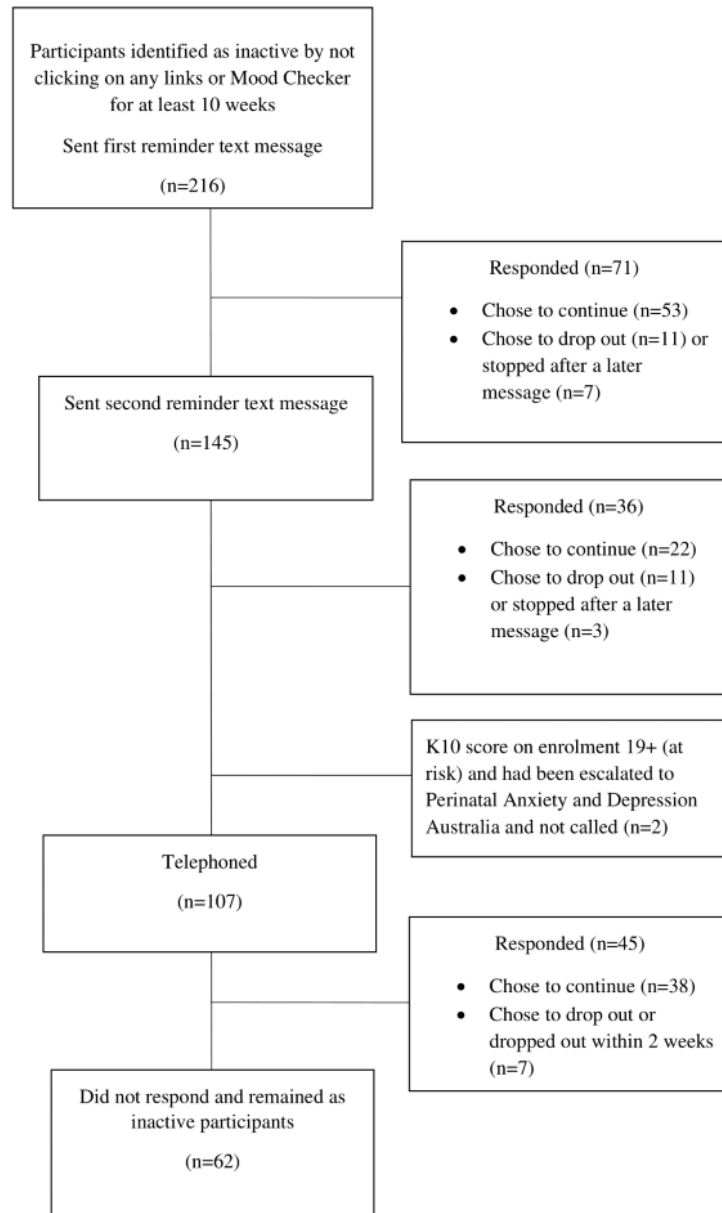 Participants identified as inactive by not
clicking on any links or Mood Checker
for at least 10 weeks
Sent first reminder text message
(n=216)
Responded (n=71)
• Chose to continue (n=53)
• Chose to drop out (n=11) or
stopped after a later
message (n=7)
Sent second reminder text message
(n=145)
Responded (n=36)
• Chose to continue (n=22)
• Chose to drop out (n=11)
or stopped after a later
message (n=3)
K10 score on enrolment 19+ (at
risk) and had been escalated to
Perinatal Anxiety and Depression
Australia and not called (n=2)
Telephoned
(n=107)
Responded (n=45)
• Chose to continue (n=38)
• Chose to drop out or
dropped out within 2 weeks
(n=7)
Did not respond and remained as
inactive participants
(n=62)